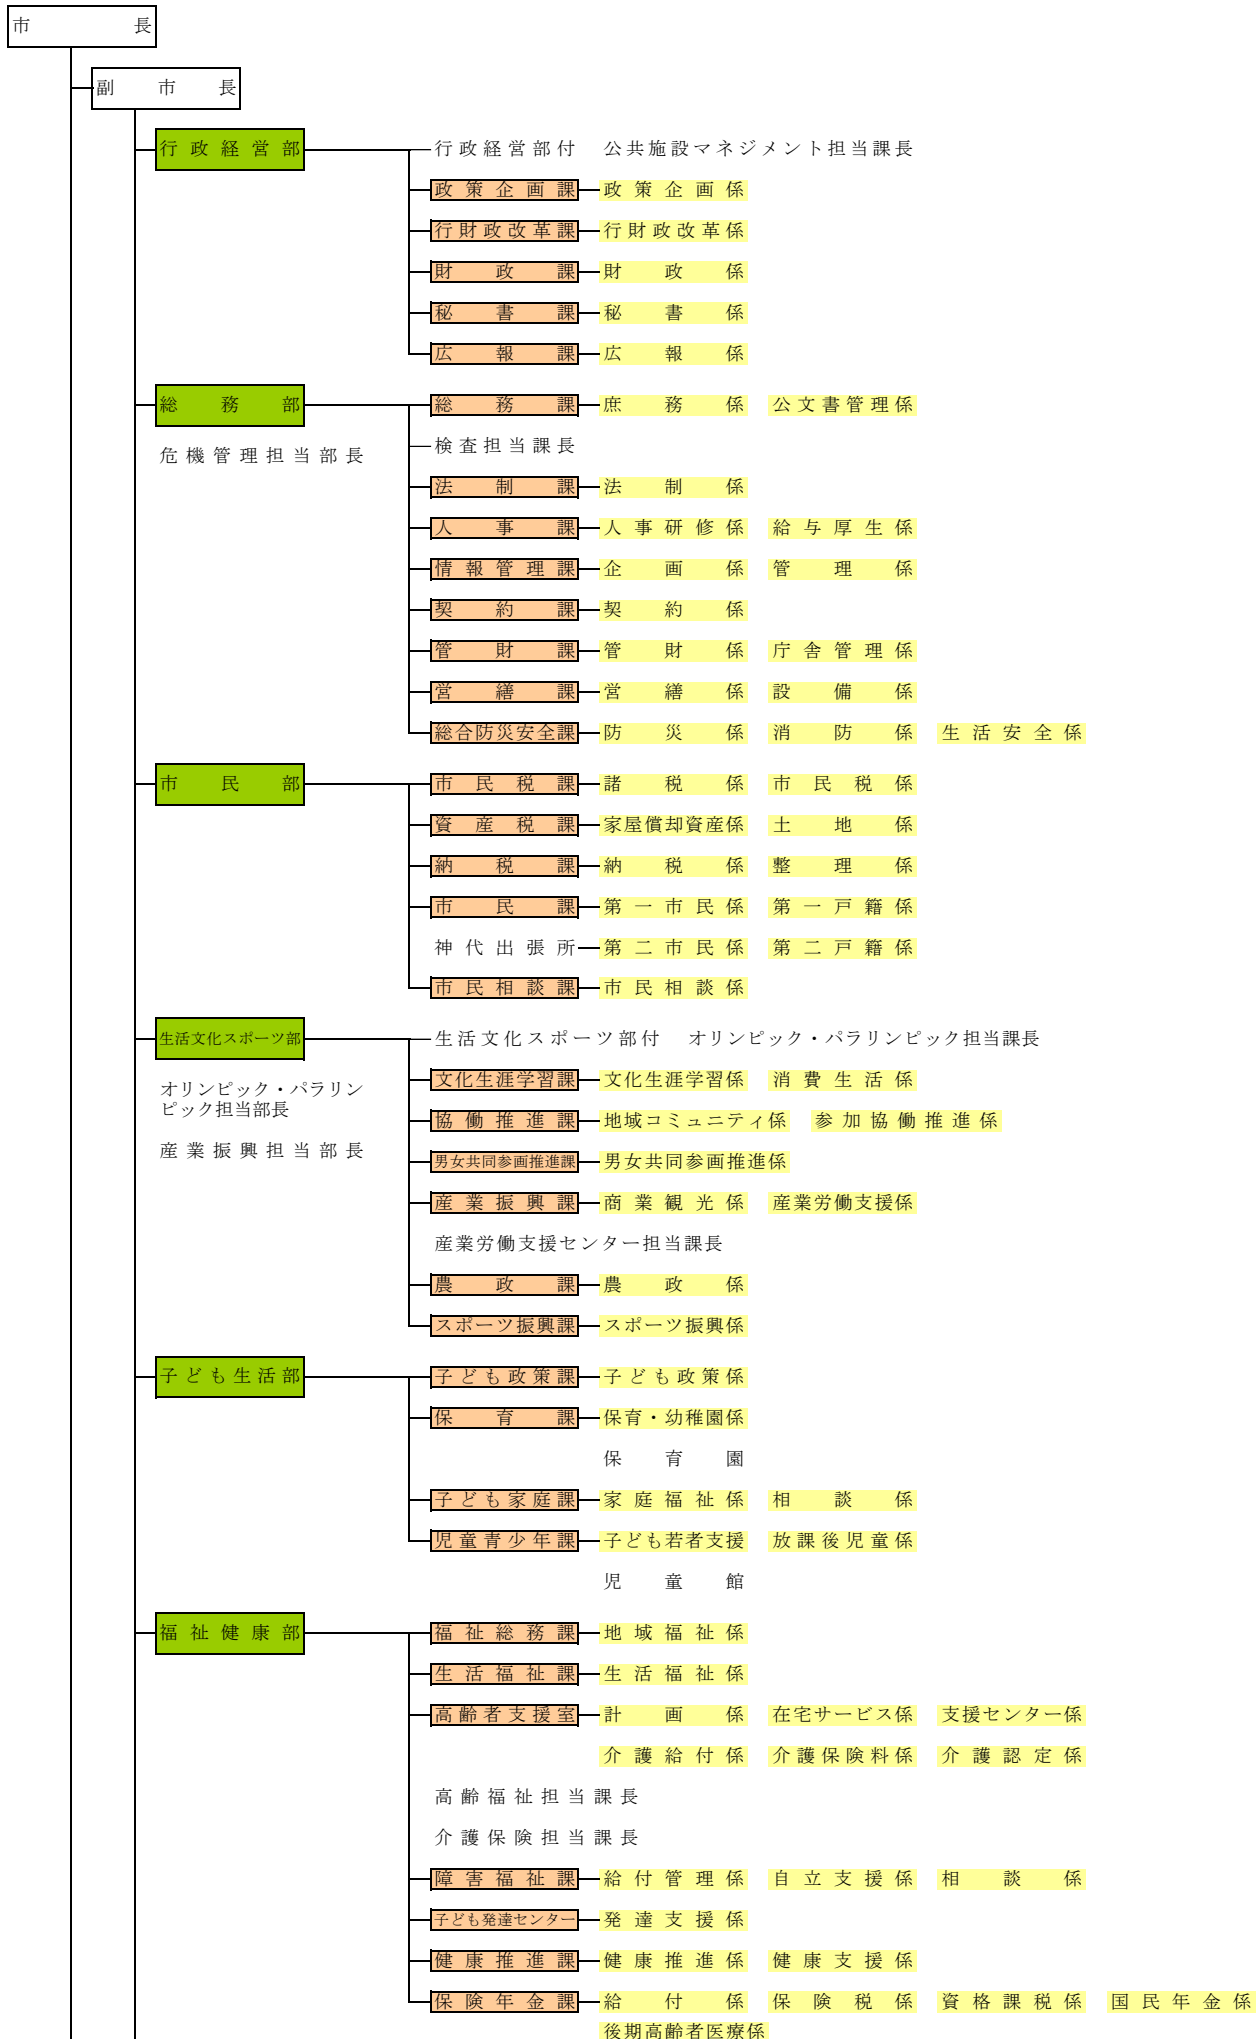 市長
副市長
行政経営部 行政経営部付 公共施設マネジメント担当課長
政策企画課 政策企画係
行財政改革課 行財政改革係
財政課 財政係
秘書課 秘書係
広報課 広報係
総務部 総務課 庶務係 公文書管理係
危機管理担当部長 検査担当課長
法制課 法制係
人事課 人事研修係 給与厚生係
情報管理課 企画係 管理係
契約課 契約係
管財課 管財係 庁舎管理係
営繕課 営繕係 設備係
総合防災安全課 防災係 消防係 生活安全係
市民部 市民税課 諸税係 市民税係
資産税課 家屋償却資産係 土地係
納税課 納税係 整理係
市民課 第一市民係 第一戸籍係
神代出張所 第二市民係 第二戸籍係
市民相談課 市民相談係
生活文化スポーツ部 生活文化スポーツ部付 オリンピック・パラリンピック担当課長
文化生涯学習課 文化生涯学習係 消費生活係
オリンピック・パラリン
ピック担当部長
協働推進課 地域コミュニティ係 参加協働推進係
産業振興担当部長
男女共同参画推進課 男女共同参画推進係
産業振興課 商業観光係 産業労働支援係
産業労働支援センター担当課長
農政課 農政係
スポーツ振興課 スポーツ振興係
子ども生活部 子ども政策課 子ども政策係
保育課 保育・幼稚園係
保育園
子ども家庭課 家庭福祉係 相談係
児童青少年課 子ども若者支援 放課後児童係
児童館
福祉健康部 福祉総務課 地域福祉係
生活福祉課 生活福祉係
高齢者支援室 計画係 在宅サービス係 支援センター係
介護給付係 介護保険料係 介護認定係
高齢福祉担当課長
介護保険担当課長
障害福祉課 給付管理係 自立支援係 相談係
子ども発達センター 発達支援係
健康推進課 健康推進係 健康支援係
保険年金課 給付係 保険税係 資格課税係 国民年金係
後期高齢者医療係